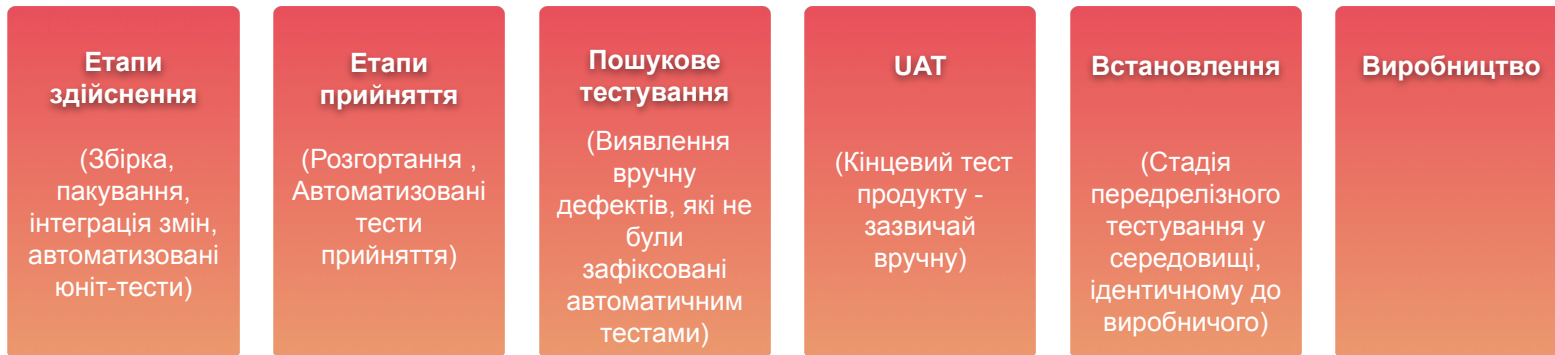 Етапи
здійснення
(Збірка,
пакування,
інтеграція змін,
автоматизовані
юніт-тести)
Етапи
прийняття
(Розгортання ,
Автоматизовані
тести
прийняття)
Пошукове
тестування
(Виявлення
вручну
дефектів, які не
були
зафіксовані
автоматичним
тестами)
UAT
(Кінцевий тест
продукту -
зазвичай
вручну)
Встановлення
(Стадія
передрелізного
тестування у
середовищі,
ідентичному до
виробничого)
Виробництво